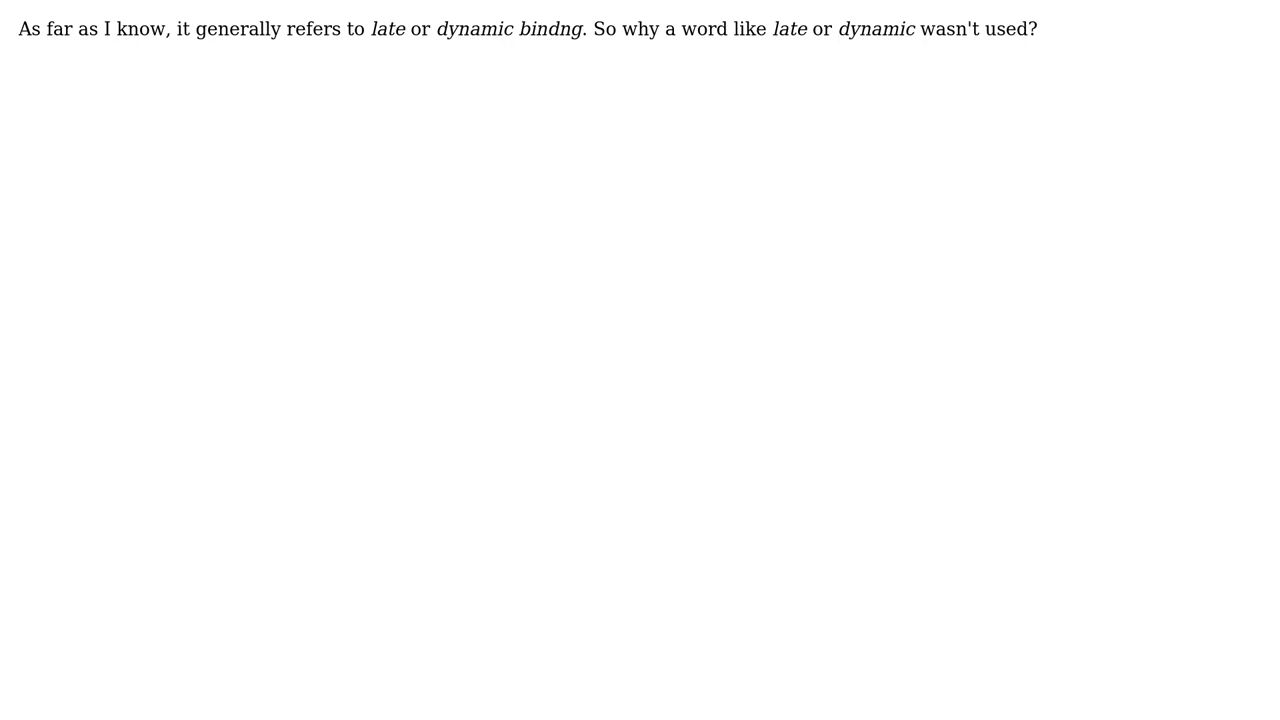 As far as I know, it generally refers to late or dynamic bindng. So why a word like late or dynamic wasn't used?